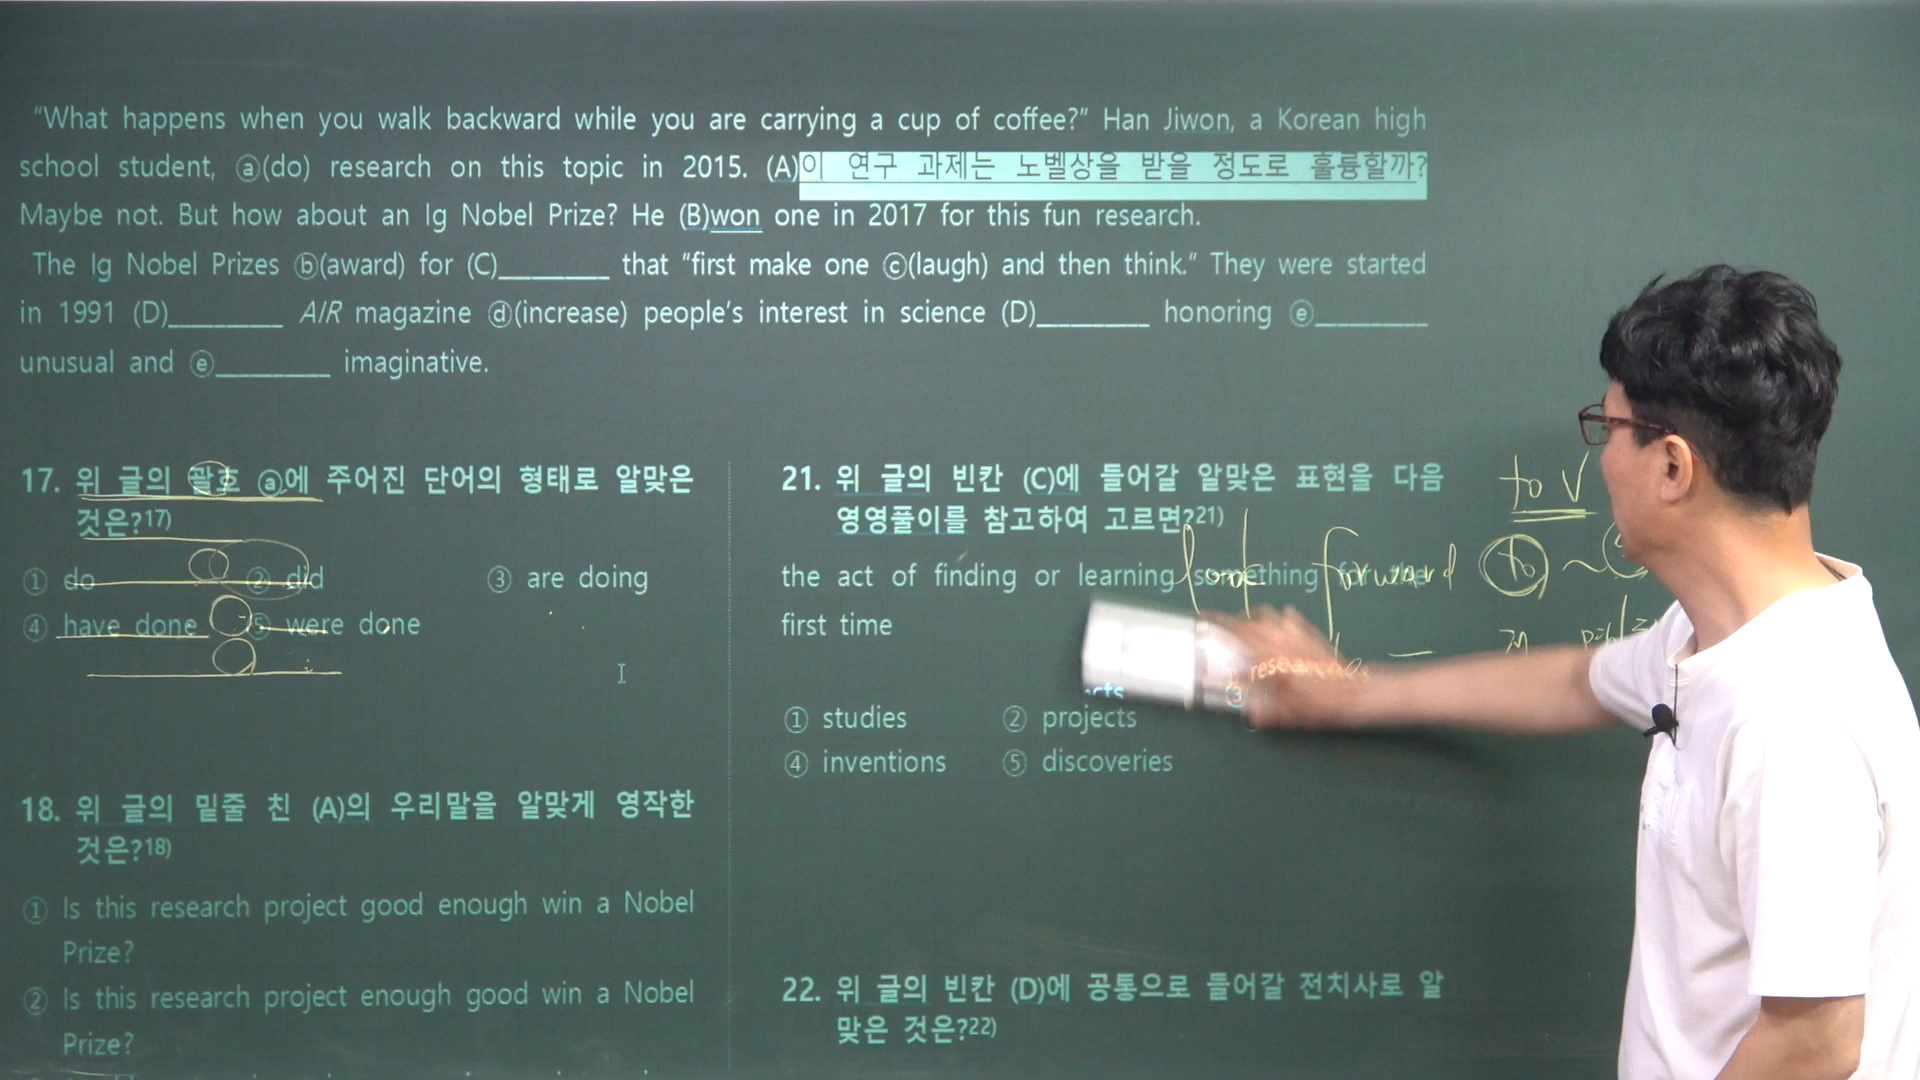 "What happens when you walk backward while you are carrying a cup of coffee?" Han Jiwon, a Korean high
school student, ⓐ(do) research on this topic in 2015. (A)이 연구 과제는 노벨상을 받을 정도로 훌륭할까?
Maybe not. But how about an Ig Nobel Prize? He (B)won one in 2017 for this fun research.
The Ig Nobel Prizes ⓑ(award) for (C)________ that "first make one ⓒ(laugh) and then think." They were started
in 1991 (D)________ AIR magazine ⓓ(increase) people's interest in science (D)________ honoring ⓔ________
unusual and ⓔ________ imaginative.
17. 위 글의 괄호 ⓐ에 주어진 단어의 형태로 알맞은
것은?17)
① do ② did ③ are doing
④ have done ⑤ were done
18. 위 글의 밑줄 친 (A)의 우리말을 알맞게 영작한
것은?18)
① Is this research project good enough win a Nobel
Prize?
② Is this research project enough good win a Nobel
Prize?
21. 위 글의 빈칸 (C)에 들어갈 알맞은 표현을 다음
영영풀이를 참고하여 고르면?21)
the act of finding or learning something for the
first time
① studies ② projects
④ inventions ⑤ discoveries
22. 위 글의 빈칸 (D)에 공통으로 들어갈 전치사로 알
맞은 것은?22)
to V
look forward to ~